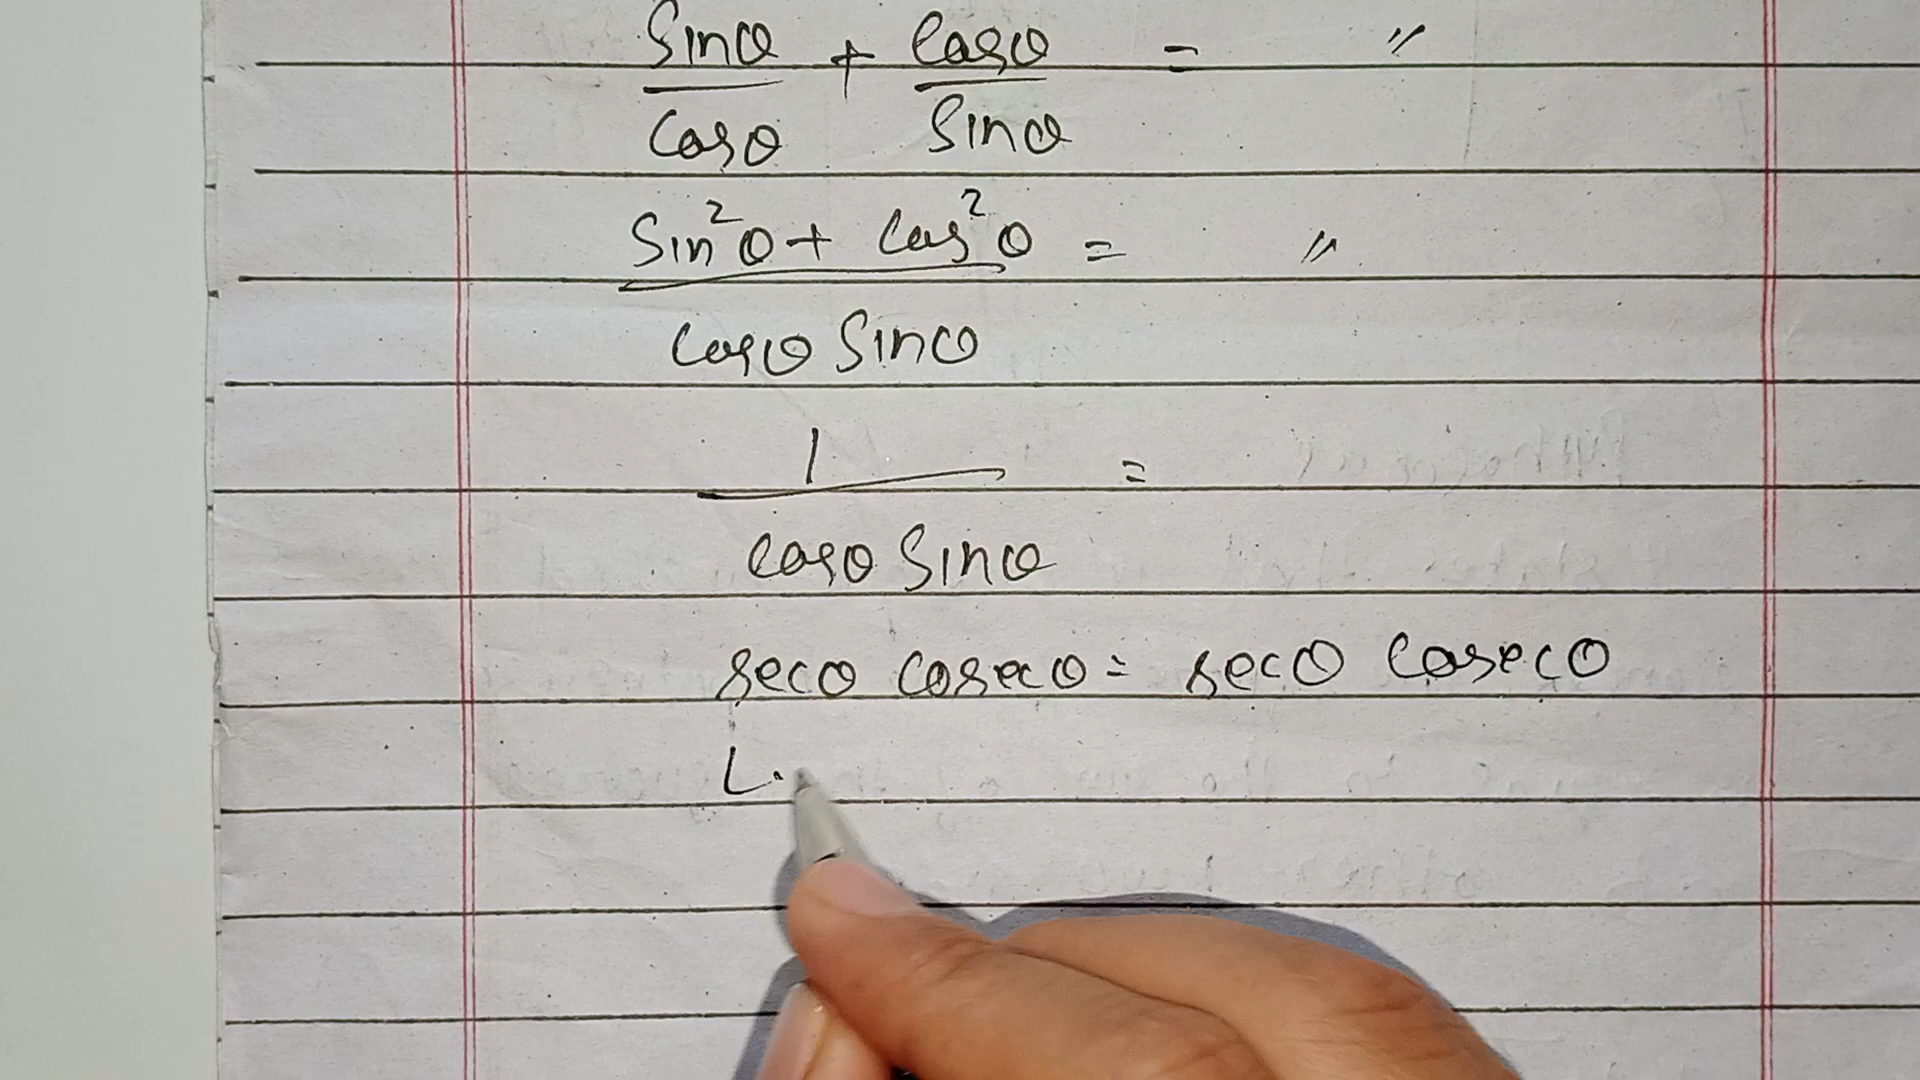 Sinθ/Cosθ + Cosθ/Sinθ = "
Sin²θ + Cos²θ / Cosθ Sinθ = "
1 / Cosθ Sinθ =
secθ cosecθ = secθ cosecθ
L.